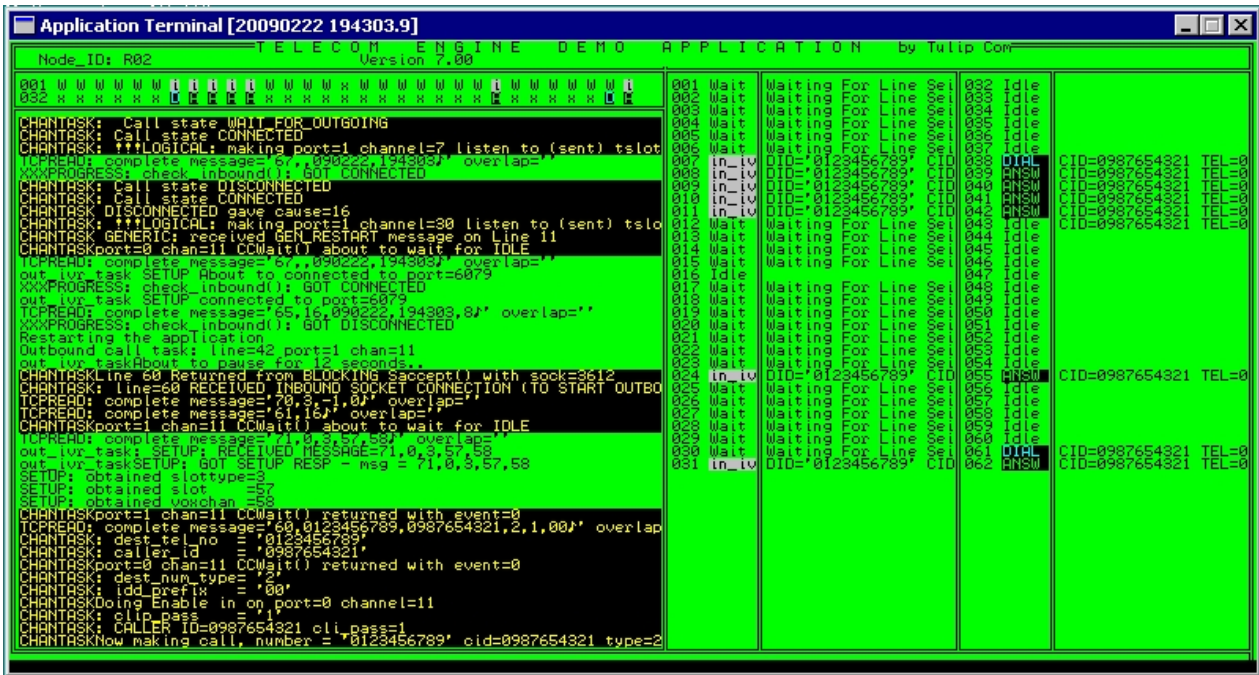 Application Terminal [20090222 194303.9]
TELECOM ENGINE DEMO APPLICATION by Tulip Com
Node_ID: R02 Version 7.00
001 W W W W W W i i i i i W W W W x W W W W W W W i W W W W W W i
032 x x x x x x D A A A A x x x x x x x x x x x x A x x x x x D A
CHANTASK: Call state WAIT_FOR_OUTGOING
CHANTASK: Call state CONNECTED
CHANTASK: !!!LOGICAL: making port=1 channel=7 listen to (sent) tslot
TCPREAD: complete message='67,,090222,194303♪' overlap=''
XXXPROGRESS: check_inbound(): GOT CONNECTED
CHANTASK: Call state DISCONNECTED
CHANTASK: Call state CONNECTED
CHANTASK DISCONNECTED gave cause=16
CHANTASK: !!!LOGICAL: making port=1 channel=30 listen to (sent) tslo
CHANTASK_GENERIC: received GEN_RESTART message on Line 11
CHANTASKport=0 chan=11 CCWait() about to wait for IDLE
TCPREAD: complete message='67,,090222,194303♪' overlap=''
out_ivr_task SETUP About to connected to port=6079
XXXPROGRESS: check_inbound(): GOT CONNECTED
out_ivr_task SETUP connected to port=6079
TCPREAD: complete message='65,16,090222,194303,8♪' overlap=''
XXXPROGRESS: check_inbound(): GOT DISCONNECTED
Restarting the application
Outbound call task: line=42 port=1 chan=11
out_ivr_taskAbout to pause for 12 seconds..
CHANTASKLine 60 Returned from BLOCKING Saccept() with sock=3612
CHANTASK: line=60 RECEIVED INBOUND SOCKET CONNECTION (TO START OUTBO
TCPREAD: complete message='70,3,-1,0♪' overlap=''
TCPREAD: complete message='61,16♪' overlap=''
CHANTASKport=1 chan=11 CCWait() about to wait for IDLE
TCPREAD: complete message='71,0,3,57,58♪' overlap=''
out_ivr_task: SETUP: RECEIVED MESSAGE=71,0,3,57,58
out_ivr_taskSETUP: GOT SETUP RESP - msg = 71,0,3,57,58
SETUP: obtained slottype=3
SETUP: obtained slot =57
SETUP: obtained voxchan =58
CHANTASKport=1 chan=11 CCWait() returned with event=0
TCPREAD: complete message='60,0123456789,0987654321,2,1,00♪' overlap
CHANTASK: dest_tel_no = '0123456789'
CHANTASK: caller_id = '0987654321'
CHANTASKport=0 chan=11 CCWait() returned with event=0
CHANTASK: dest_num_type= '2'
CHANTASK: idd_prefix = '00'
CHANTASKDoing Enable in on port=0 channel=11
CHANTASK: clip_pass = '1'
CHANTASK: CALLER ID=0987654321 cli_pass=1
CHANTASKNow making call, number = '0123456789' cid=0987654321 type=2
001 Wait Waiting For Line Sei 032 Idle
002 Wait Waiting For Line Sei 033 Idle
003 Wait Waiting For Line Sei 034 Idle
004 Wait Waiting For Line Sei 035 Idle
005 Wait Waiting For Line Sei 036 Idle
006 Wait Waiting For Line Sei 037 Idle
007 in_iv DID='0123456789' CID 038 DIAL CID=0987654321 TEL=0
008 in_iv DID='0123456789' CID 039 ANSW CID=0987654321 TEL=0
009 in_iv DID='0123456789' CID 040 ANSW CID=0987654321 TEL=0
010 in_iv DID='0123456789' CID 041 ANSW CID=0987654321 TEL=0
011 in_iv DID='0123456789' CID 042 ANSW CID=0987654321 TEL=0
012 Wait Waiting For Line Sei 043 Idle CID=0987654321 TEL=0
013 Wait Waiting For Line Sei 044 Idle
014 Wait Waiting For Line Sei 045 Idle
015 Wait Waiting For Line Sei 046 Idle
016 Idle 047 Idle
017 Wait Waiting For Line Sei 048 Idle
018 Wait Waiting For Line Sei 049 Idle
019 Wait Waiting For Line Sei 050 Idle
020 Wait Waiting For Line Sei 051 Idle
021 Wait Waiting For Line Sei 052 Idle
022 Wait Waiting For Line Sei 053 Idle
023 Wait Waiting For Line Sei 054 Idle
024 in_iv DID='0123456789' CID 055 ANSW CID=0987654321 TEL=0
025 Wait Waiting For Line Sei 056 Idle
026 Wait Waiting For Line Sei 057 Idle
027 Wait Waiting For Line Sei 058 Idle
028 Wait Waiting For Line Sei 059 Idle
029 Wait Waiting For Line Sei 060 Idle
030 Wait Waiting For Line Sei 061 DIAL CID=0987654321 TEL=0
031 in_iv DID='0123456789' CID 062 ANSW CID=0987654321 TEL=0